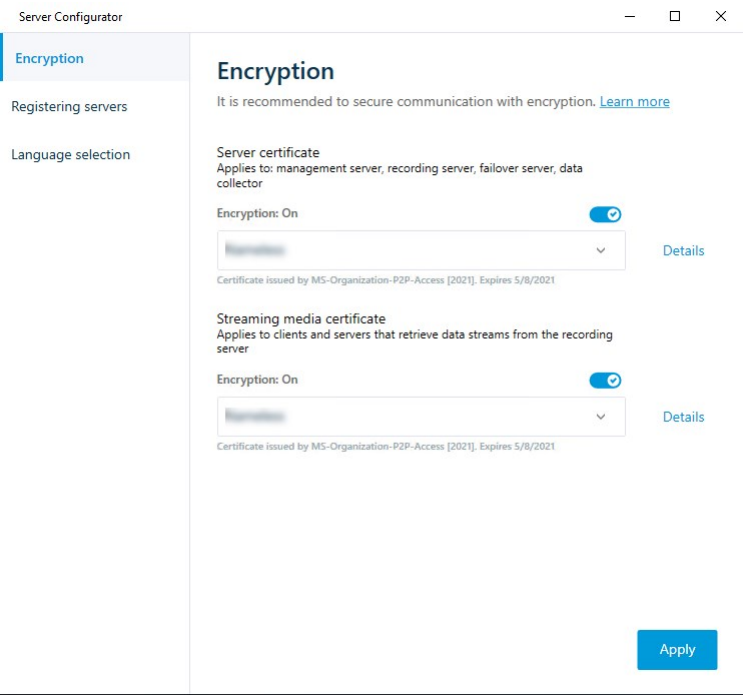 Server Configurator
Encryption
Registering servers
Language selection
Encryption
It is recommended to secure communication with encryption. Learn more
Server certificate
Applies to: management server, recording server, failover server, data
collector
Encryption: On
Details
Certificate issued by MS-Organization-P2P-Access [2021]. Expires 5/8/2021
Streaming media certificate
Applies to clients and servers that retrieve data streams from the recording
server
Encryption: On
Details
Certificate issued by MS-Organization-P2P-Access [2021]. Expires 5/8/2021
Apply